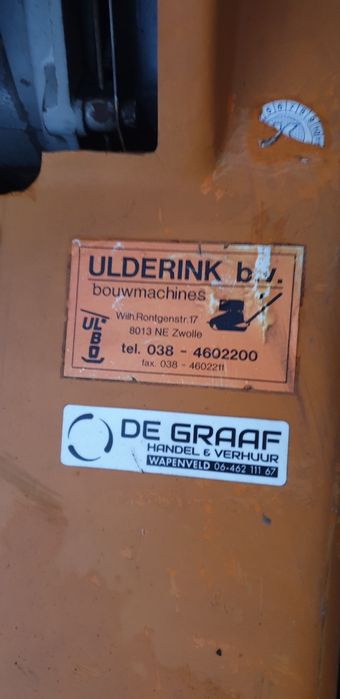 ULDERINK b.v.
bouwmachines
Wilh.Röntgenstr.17
8013 NE Zwolle
ULBO
tel. 038 - 4602200
fax. 038 - 4602211
DE GRAAF
HANDEL & VERHUUR
WAPENVELD 06-462 111 67